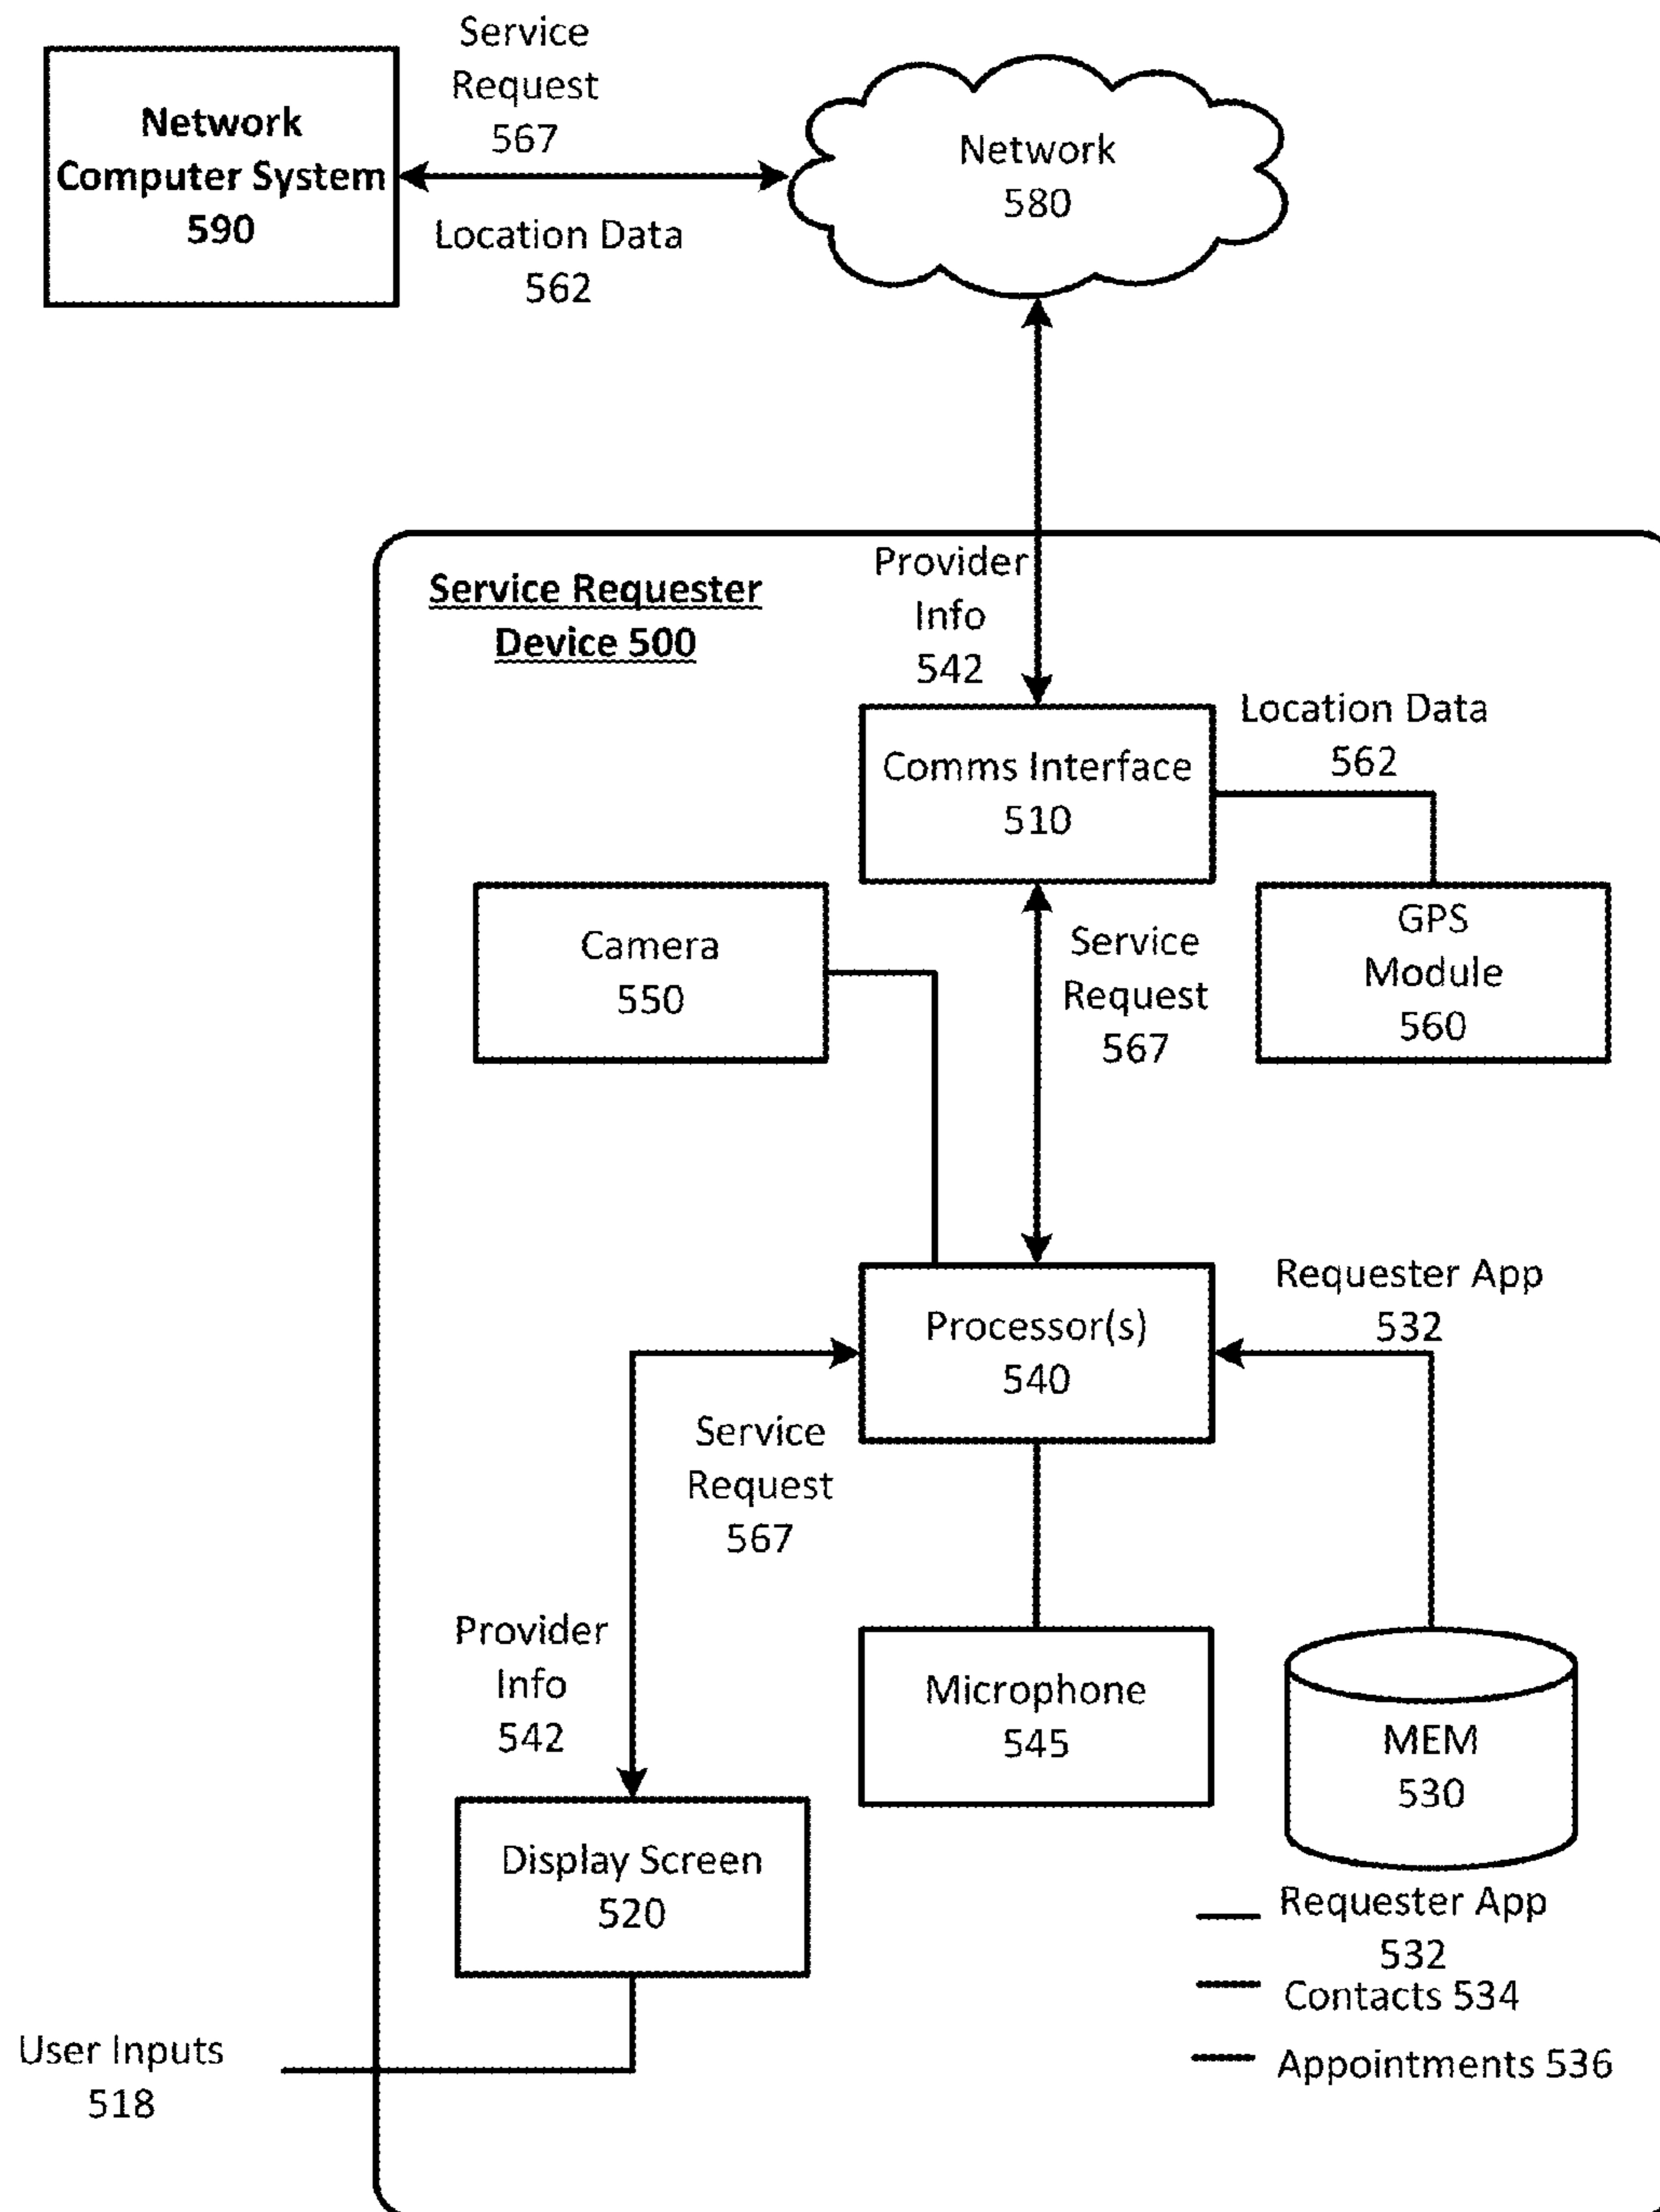 Service
Request
567
Network
Computer System
590
Location Data
562
Network
580
Service Requester
Device 500
Provider
Info
542
Comms Interface
510
Location Data
562
Camera
550
Service
Request
567
GPS
Module
560
Processor(s)
540
Requester App
532
Service
Request
567
Provider
Info
542
Microphone
545
MEM
530
Display Screen
520
Requester App
532
Contacts 534
Appointments 536
User Inputs
518